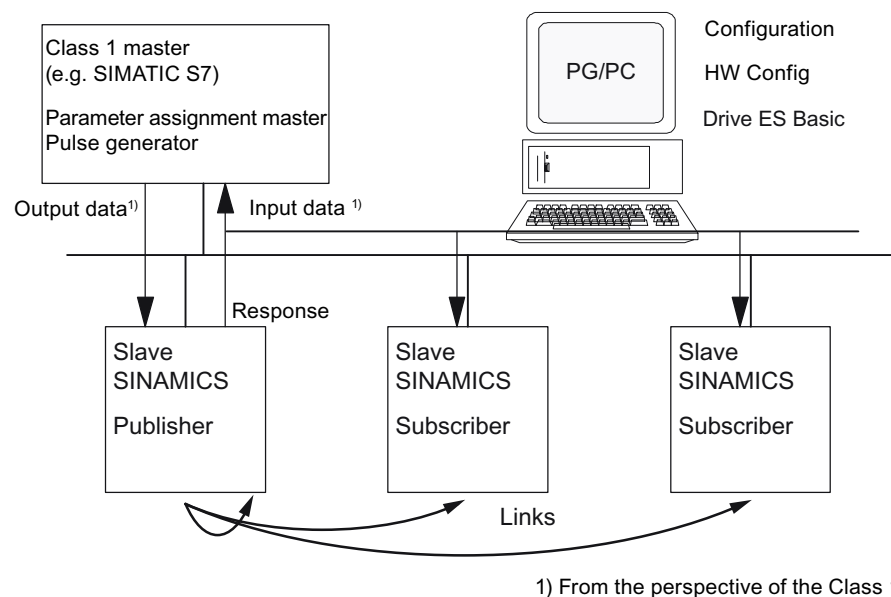 Class 1 master
(e.g. SIMATIC S7)
Parameter assignment master
Pulse generator
PG/PC
Configuration
HW Config
Drive ES Basic
Output data1)
Input data 1)
Response
Slave
SINAMICS
Publisher
Slave
SINAMICS
Subscriber
Slave
SINAMICS
Subscriber
Links
1) From the perspective of the Class